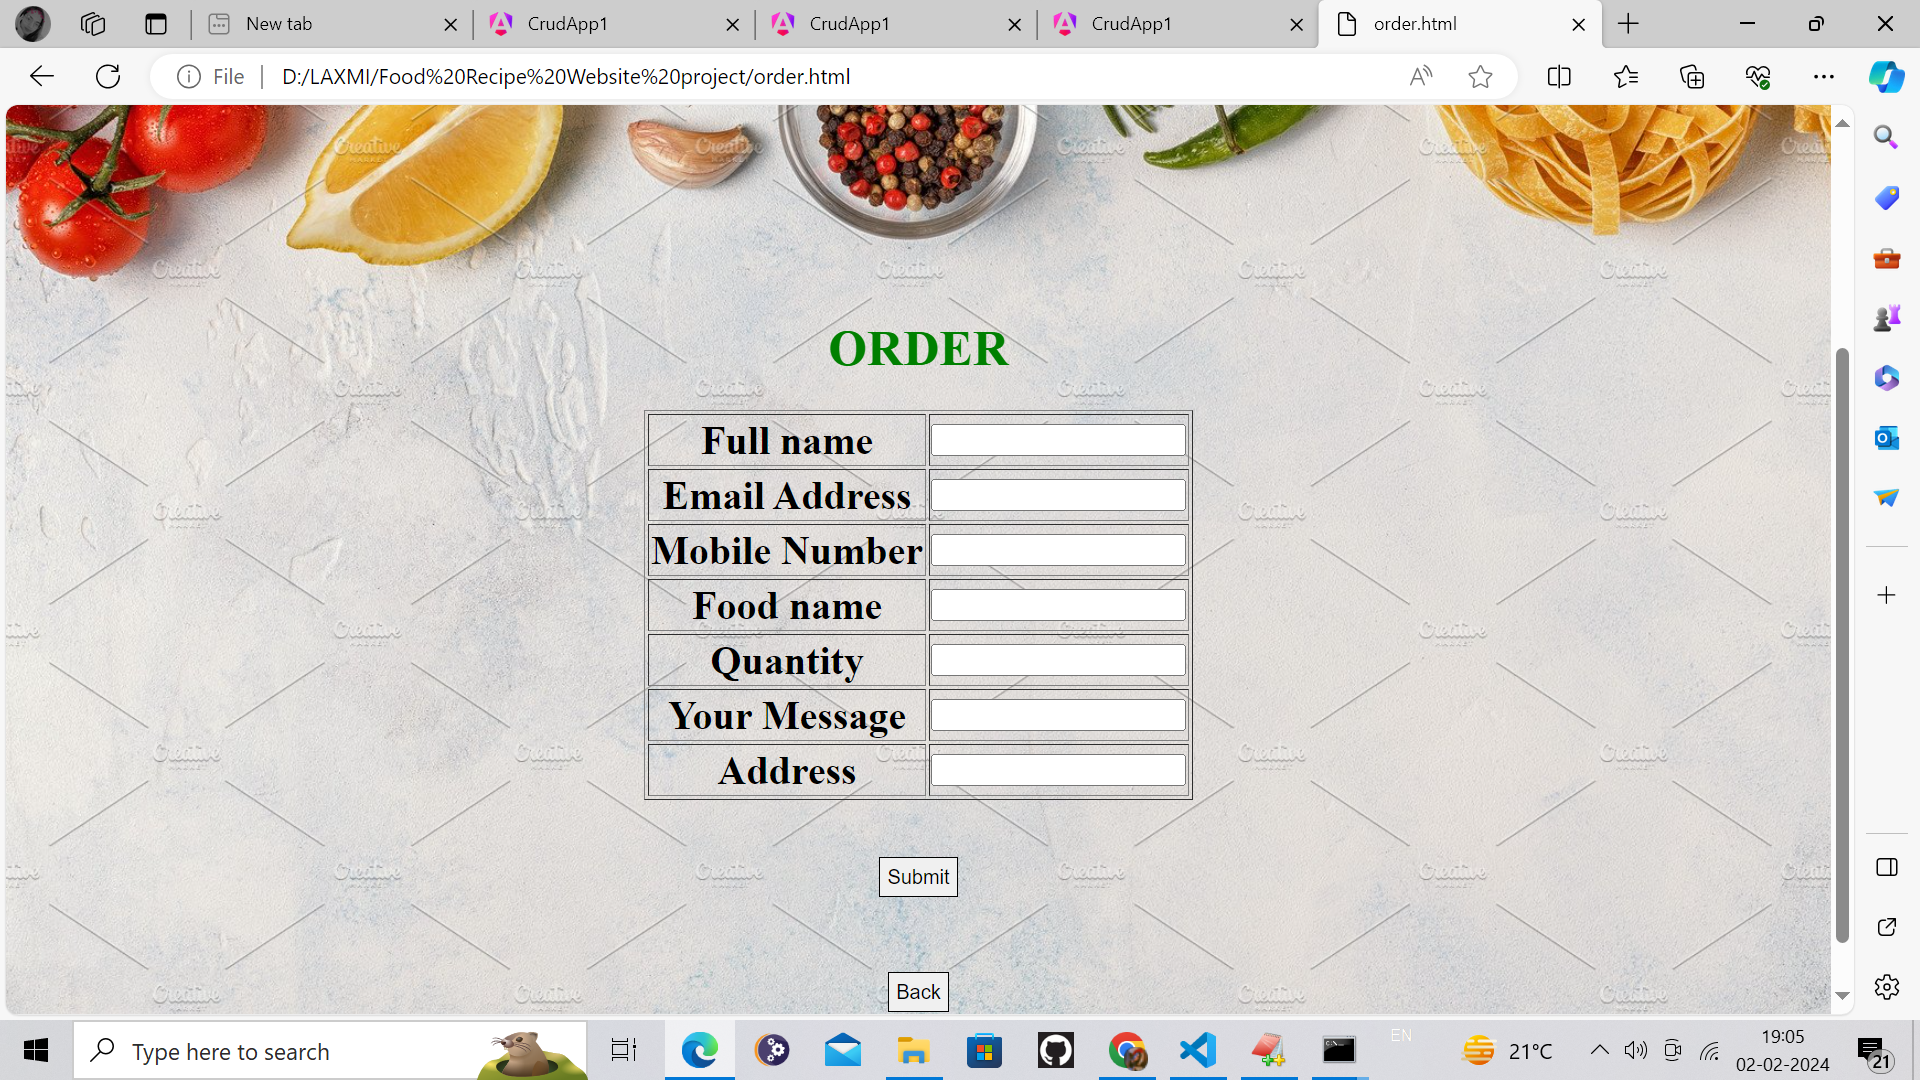 New tab
CrudApp1
CrudApp1
CrudApp1
order.html
File
D:/LAXMI/Food%20Recipe%20Website%20project/order.html
Creative
MARKET
ORDER
Full name
Email Address
Mobile Number
Food name
Quantity
Your Message
Address
Submit
Back
Type here to search
EN
21°C
19:05
02-02-2024
21